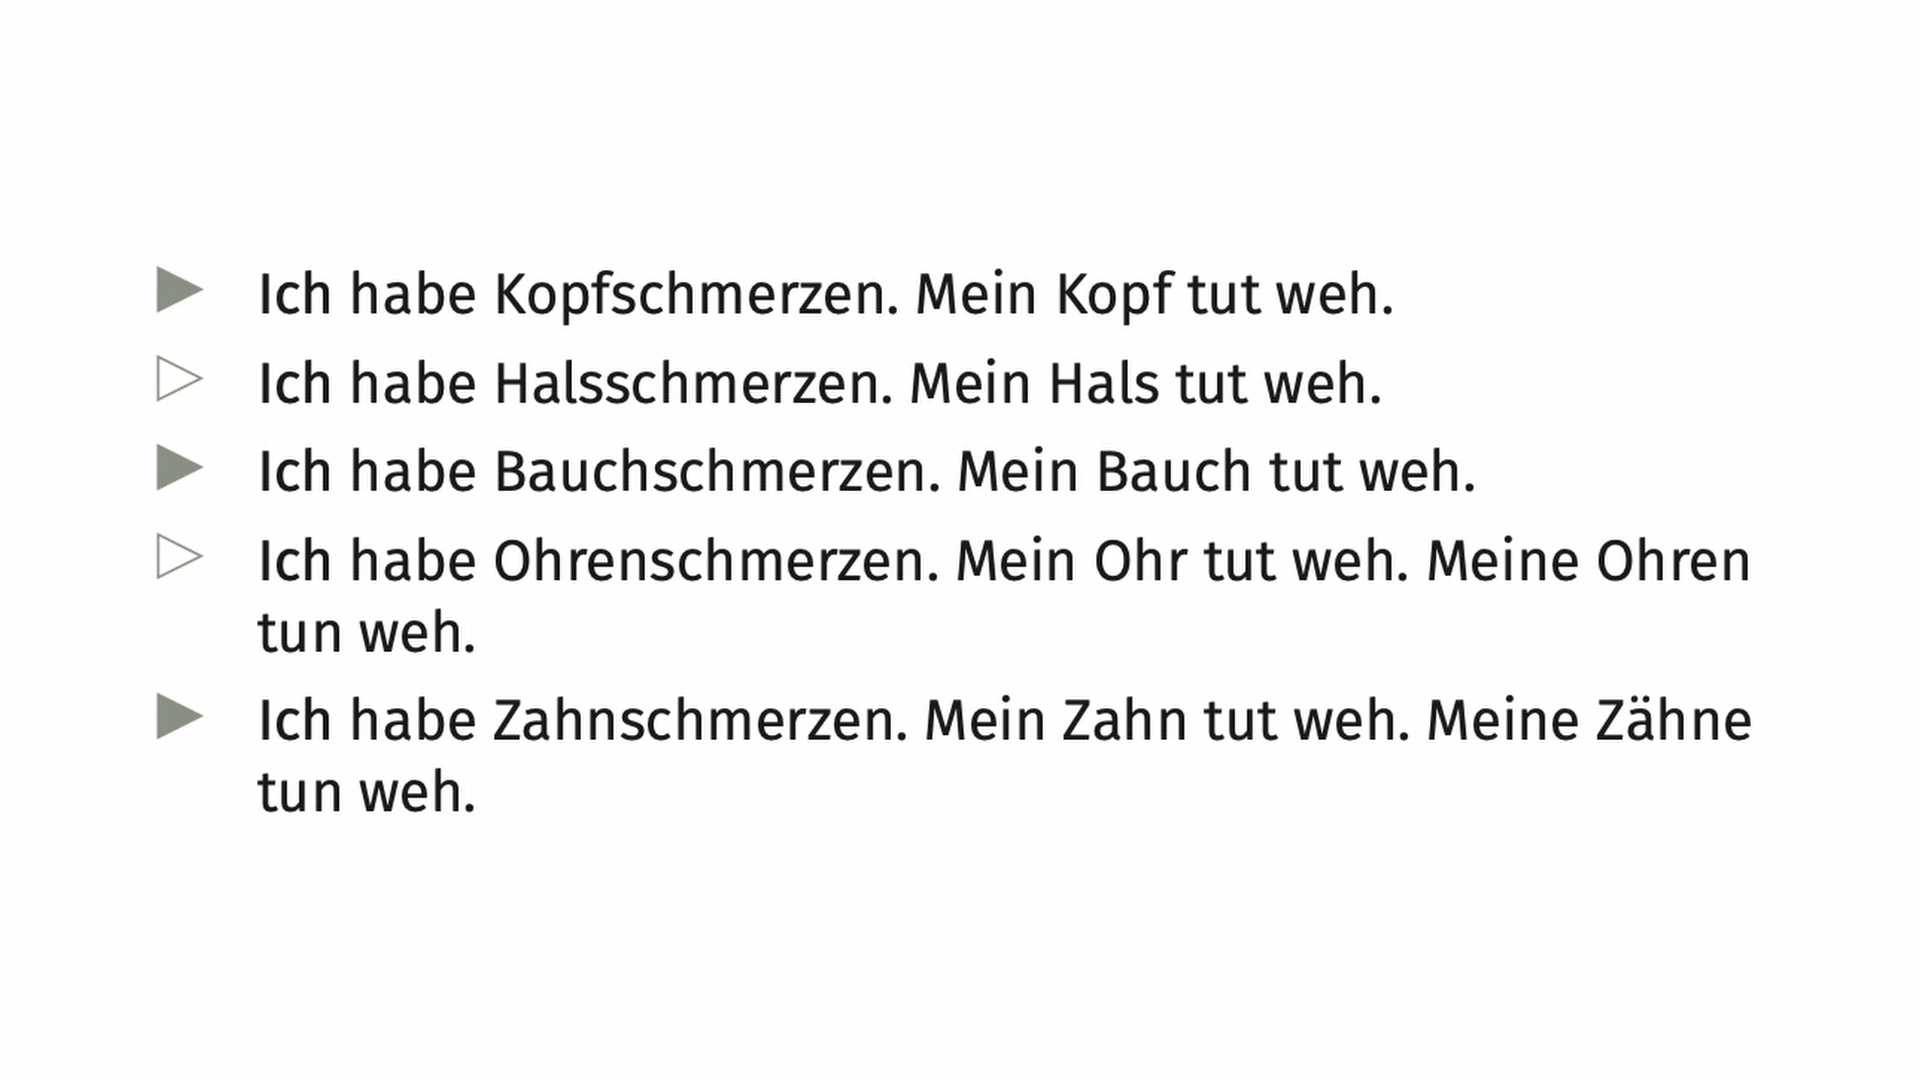 Ich habe Kopfschmerzen. Mein Kopf tut weh.
Ich habe Halsschmerzen. Mein Hals tut weh.
Ich habe Bauchschmerzen. Mein Bauch tut weh.
Ich habe Ohrenschmerzen. Mein Ohr tut weh. Meine Ohren
tun weh.
Ich habe Zahnschmerzen. Mein Zahn tut weh. Meine Zähne
tun weh.